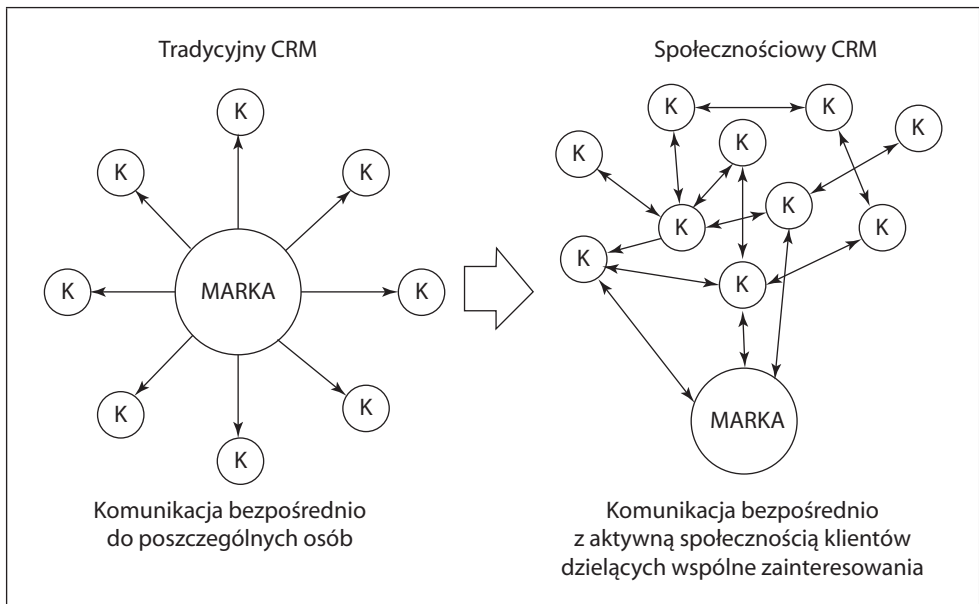 Tradycyjny CRM
K
K
K
K
MARKA
K
K
K
K
Komunikacja bezpośrednio
do poszczególnych osób
Społecznościowy CRM
K
K
K
K
K
K
K
K
K
K
MARKA
Komunikacja bezpośrednio
z aktywną społecznością klientów
dzielących wspólne zainteresowania